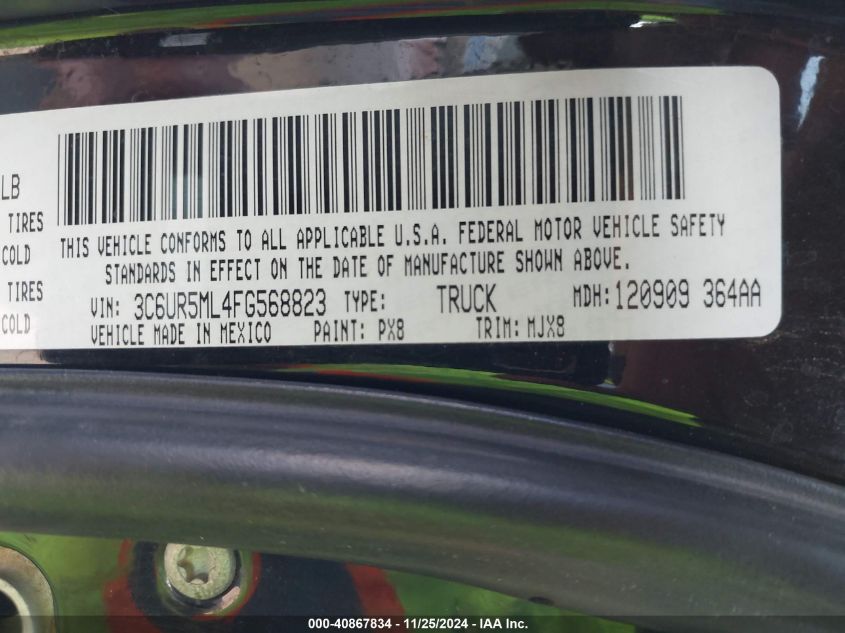 LB
TIRES
COLD
THIS VEHICLE CONFORMS TO ALL APPLICABLE U.S.A. FEDERAL MOTOR VEHICLE SAFETY
STANDARDS IN EFFECT ON THE DATE OF MANUFACTURE SHOWN ABOVE.
TIRES
VIN: 3C6UR5ML4FG568823 TYPE: TRUCK MDH: 120909 364AA
COLD
VEHICLE MADE IN MEXICO PAINT: PX8 TRIM: MJX8
000-40867834 - 11/25/2024 - IAA Inc.